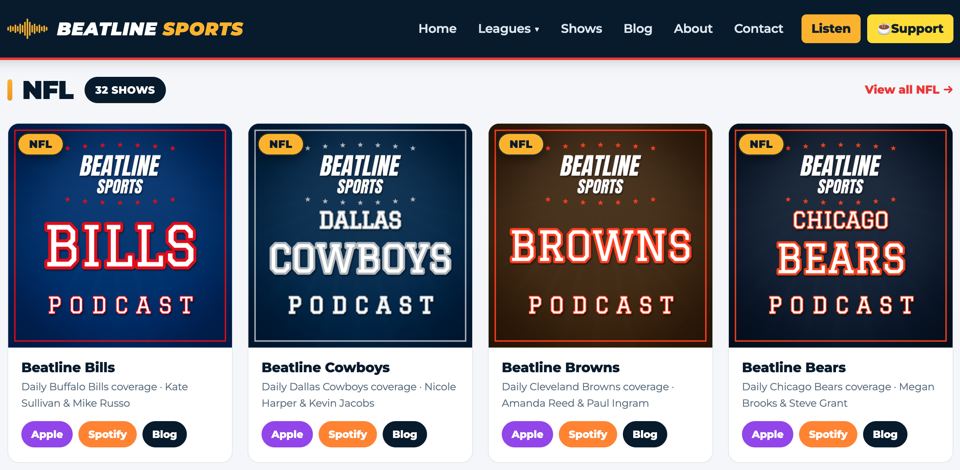 BEATLINE SPORTS
Home Leagues ▾ Shows Blog About Contact Listen ☕Support
NFL 32 SHOWS View all NFL →
NFL
BEATLINE
SPORTS
BILLS
PODCAST
Beatline Bills
Daily Buffalo Bills coverage · Kate
Sullivan & Mike Russo
Apple Spotify Blog
NFL
BEATLINE
SPORTS
DALLAS
COWBOYS
PODCAST
Beatline Cowboys
Daily Dallas Cowboys coverage · Nicole
Harper & Kevin Jacobs
Apple Spotify Blog
NFL
BEATLINE
SPORTS
BROWNS
PODCAST
Beatline Browns
Daily Cleveland Browns coverage ·
Amanda Reed & Paul Ingram
Apple Spotify Blog
NFL
BEATLINE
SPORTS
CHICAGO
BEARS
PODCAST
Beatline Bears
Daily Chicago Bears coverage · Megan
Brooks & Steve Grant
Apple Spotify Blog